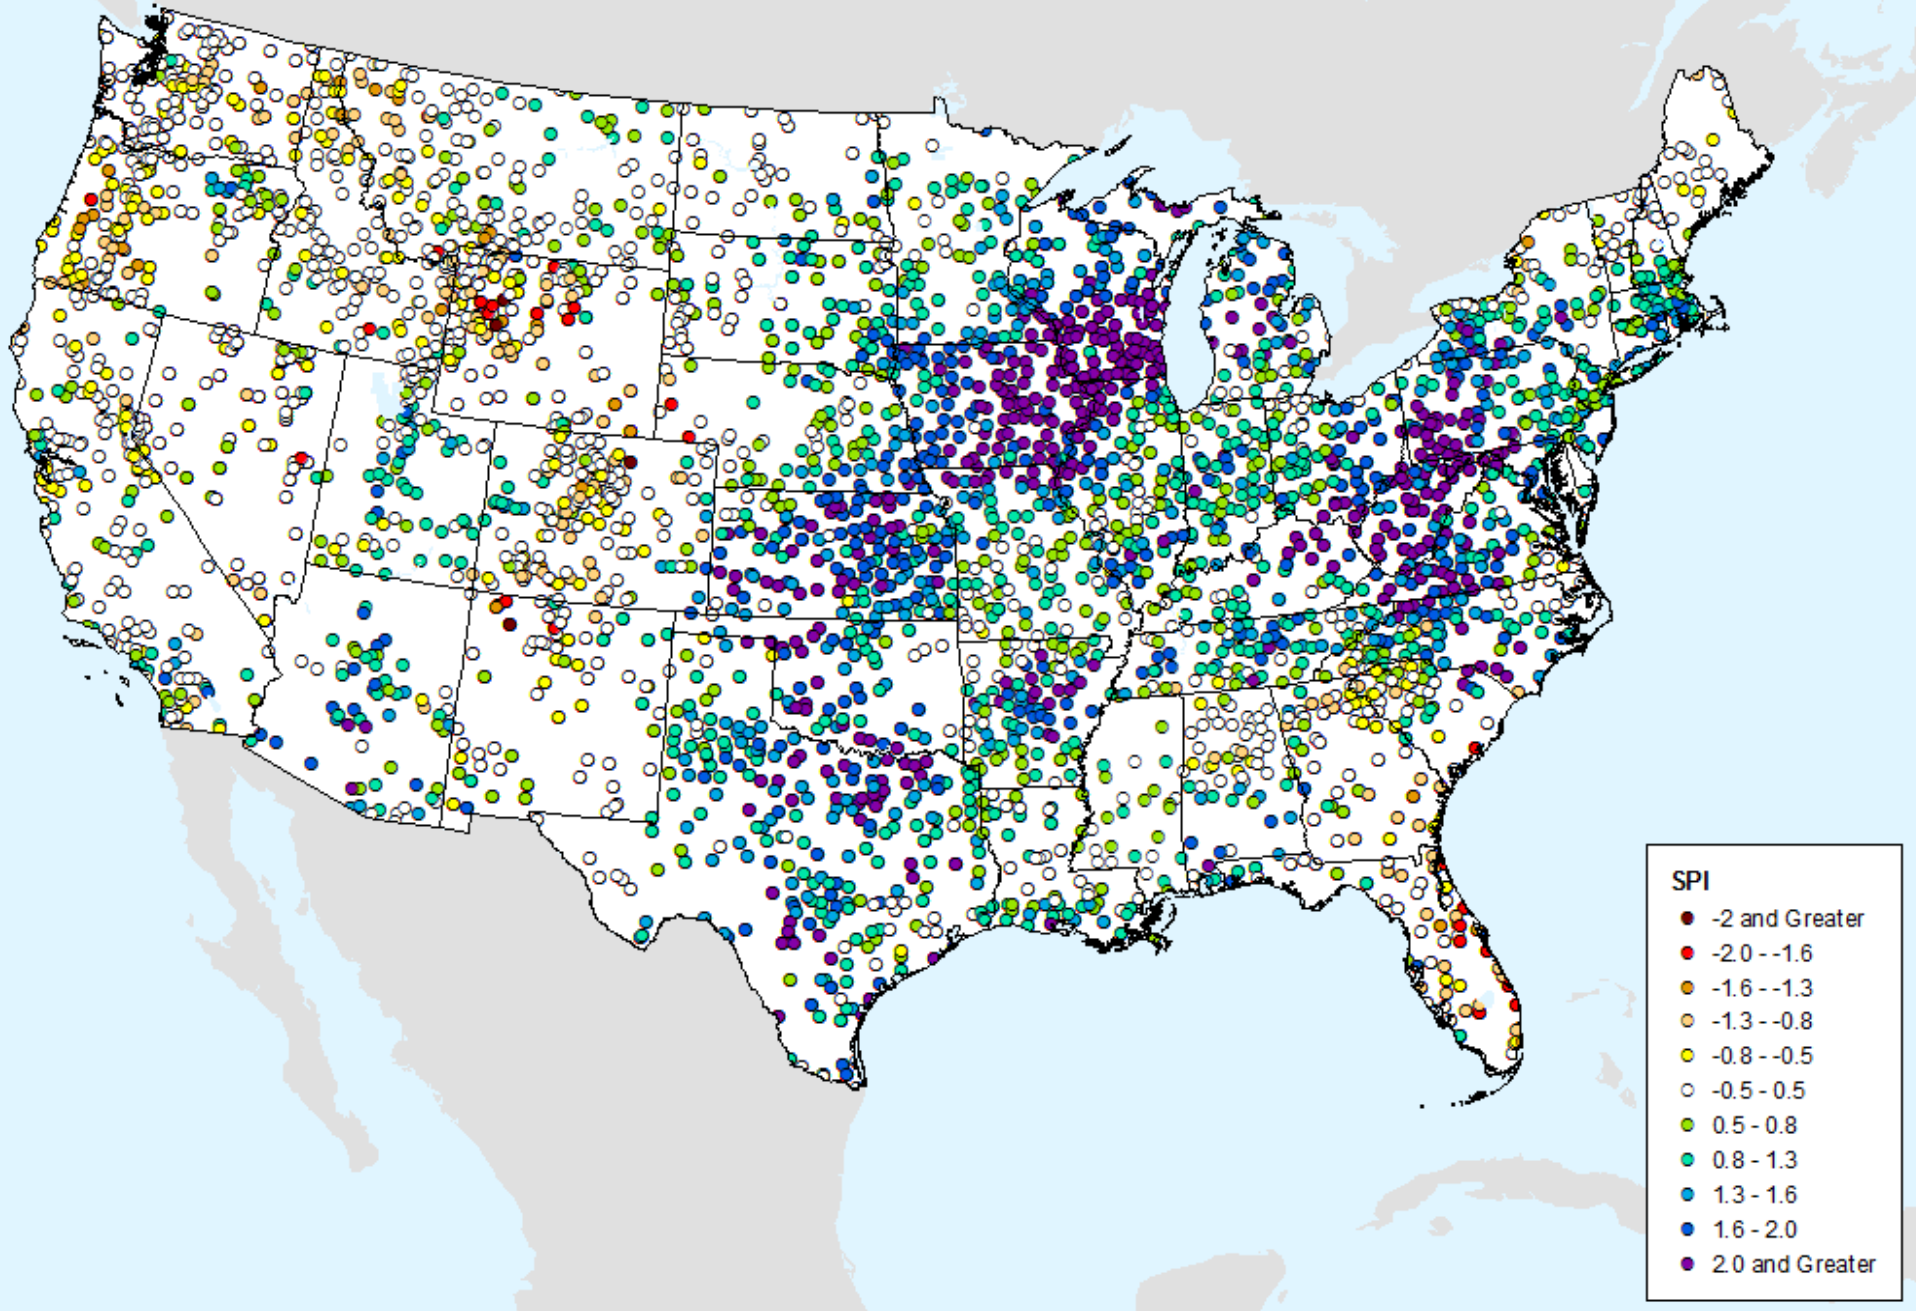 SPI
-2 and Greater
-2.0 - -1.6
-1.6 - -1.3
-1.3 - -0.8
-0.8 - -0.5
-0.5 - 0.5
0.5 - 0.8
0.8 - 1.3
1.3 - 1.6
1.6 - 2.0
2.0 and Greater